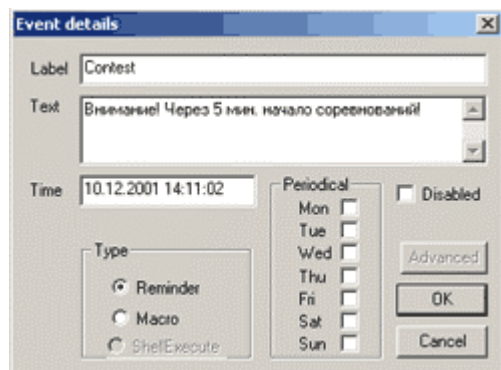 Event details
Label Contest
Text Внимание! Через 5 мин. начало соревнований!
Time 10.12.2001 14:11:02
Type
Reminder
Macro
ShellExecute
Periodical
Mon
Tue
Wed
Thu
Fri
Sat
Sun
Disabled
Advanced
OK
Cancel